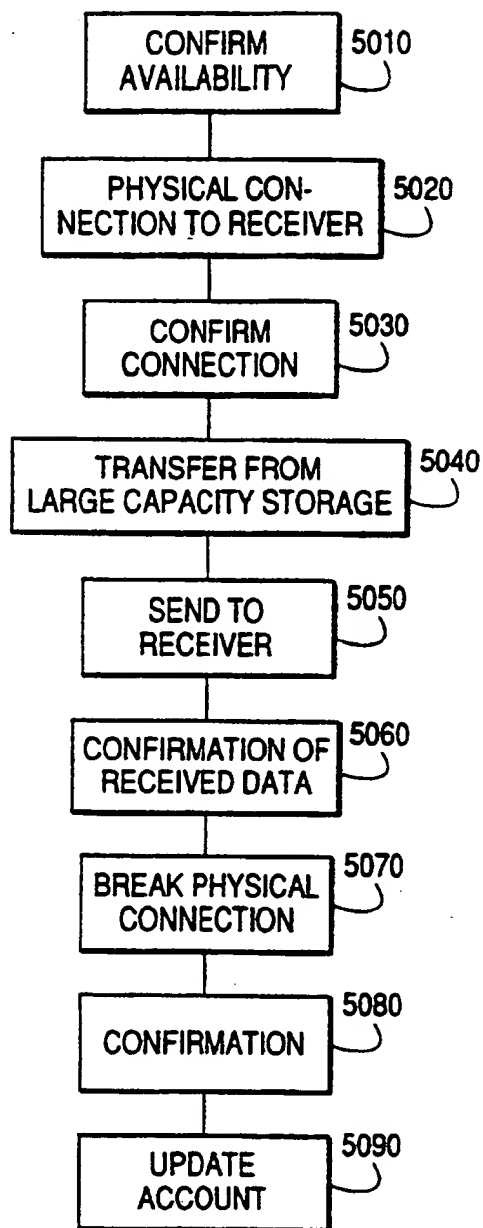 CONFIRM
AVAILABILITY
5010
PHYSICAL CON-
NECTION TO RECEIVER
5020
CONFIRM
CONNECTION
5030
TRANSFER FROM
LARGE CAPACITY STORAGE
5040
SEND TO
RECEIVER
5050
CONFIRMATION OF
RECEIVED DATA
5060
BREAK PHYSICAL
CONNECTION
5070
CONFIRMATION
5080
UPDATE
ACCOUNT
5090